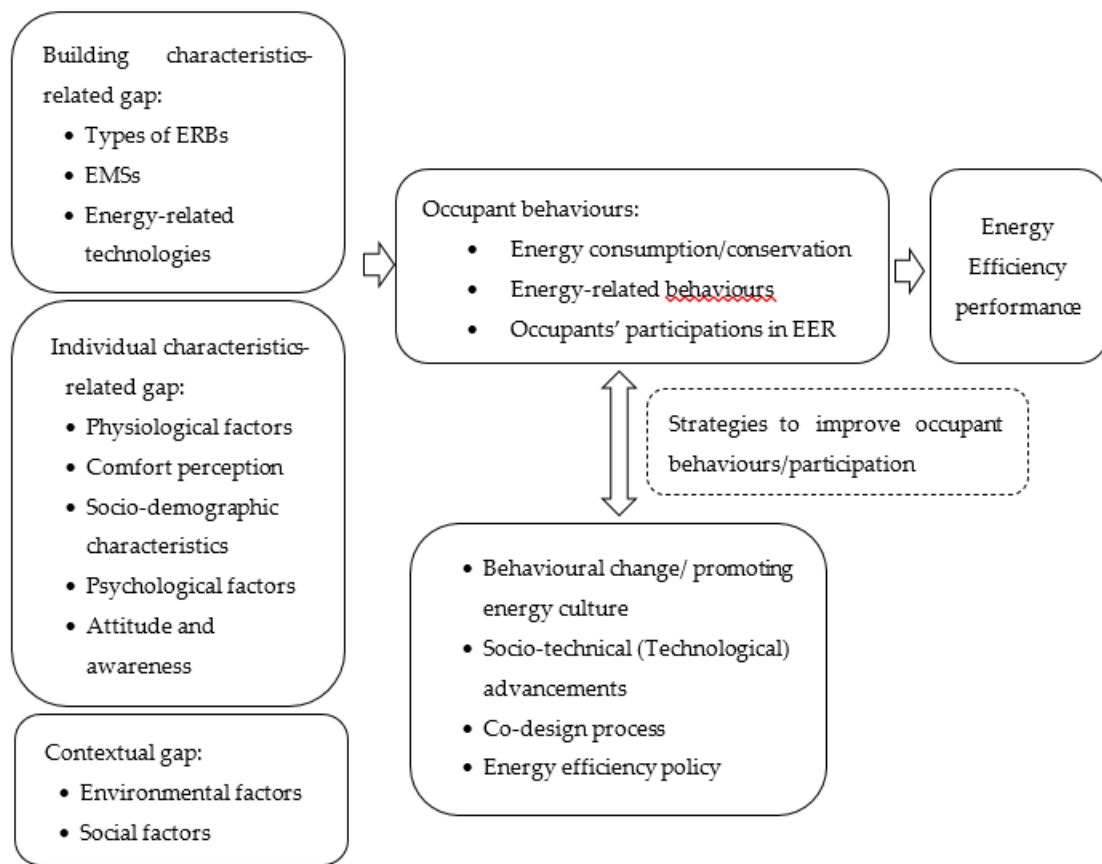 Building characteristics-
related gap:
• Types of ERBs
• EMSs
• Energy-related
technologies
Individual characteristics-
related gap:
• Physiological factors
• Comfort perception
• Socio-demographic
characteristics
• Psychological factors
• Attitude and
awareness
Contextual gap:
• Environmental factors
• Social factors
Occupant behaviours:
• Energy consumption/conservation
• Energy-related behaviours
• Occupants’ participations in EER
Energy
Efficiency
performance
Strategies to improve occupant
behaviours/participation
• Behavioural change/ promoting
energy culture
• Socio-technical (Technological)
advancements
• Co-design process
• Energy efficiency policy